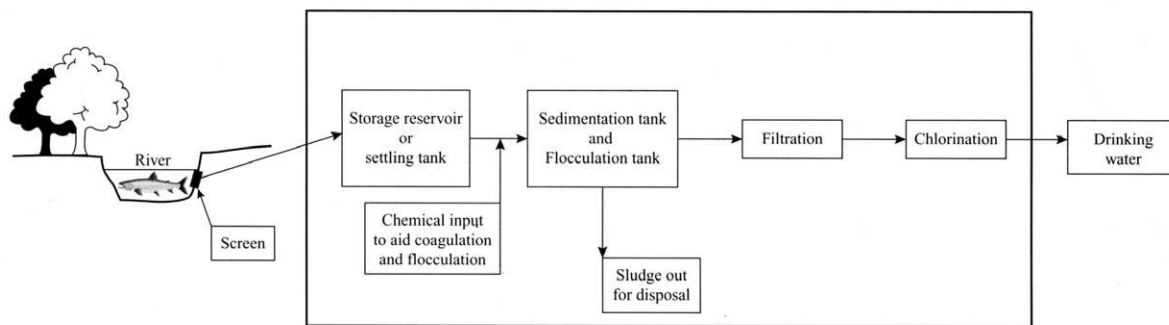 River
Screen
Storage reservoir
or
settling tank
Chemical input
to aid coagulation
and flocculation
Sedimentation tank
and
Flocculation tank
Sludge out
for disposal
Filtration
Chlorination
Drinking
water